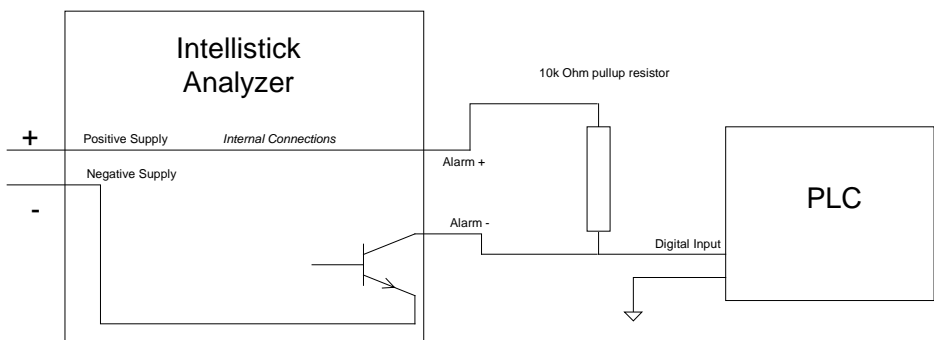 Intellistick
Analyzer
10k Ohm pullup resistor
+
Positive Supply
Internal Connections
Alarm +
Negative Supply
-
Alarm -
Digital Input
PLC